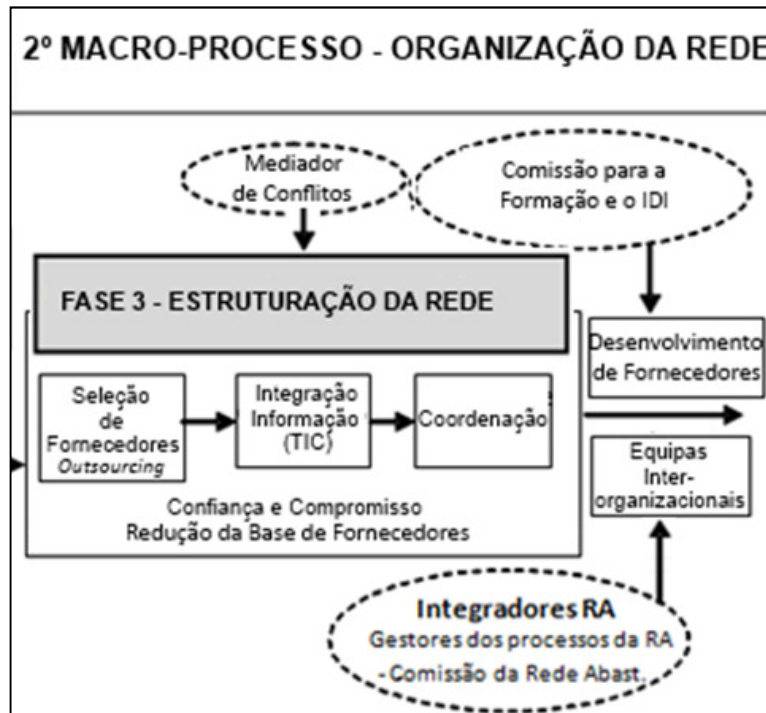 2º MACRO-PROCESSO - ORGANIZAÇÃO DA REDE
Mediador
de Conflitos
Comissão para a
Formação e o IDI
FASE 3 - ESTRUTURAÇÃO DA REDE
Seleção
de
Fornecedores
Outsourcing
Integração
Informação
(TIC)
Coordenação
Confiança e Compromisso
Redução da Base de Fornecedores
Desenvolvimento
de Fornecedores
Equipas
Inter-
organizacionais
Integradores RA
Gestores dos processos da RA
- Comissão da Rede Abast.